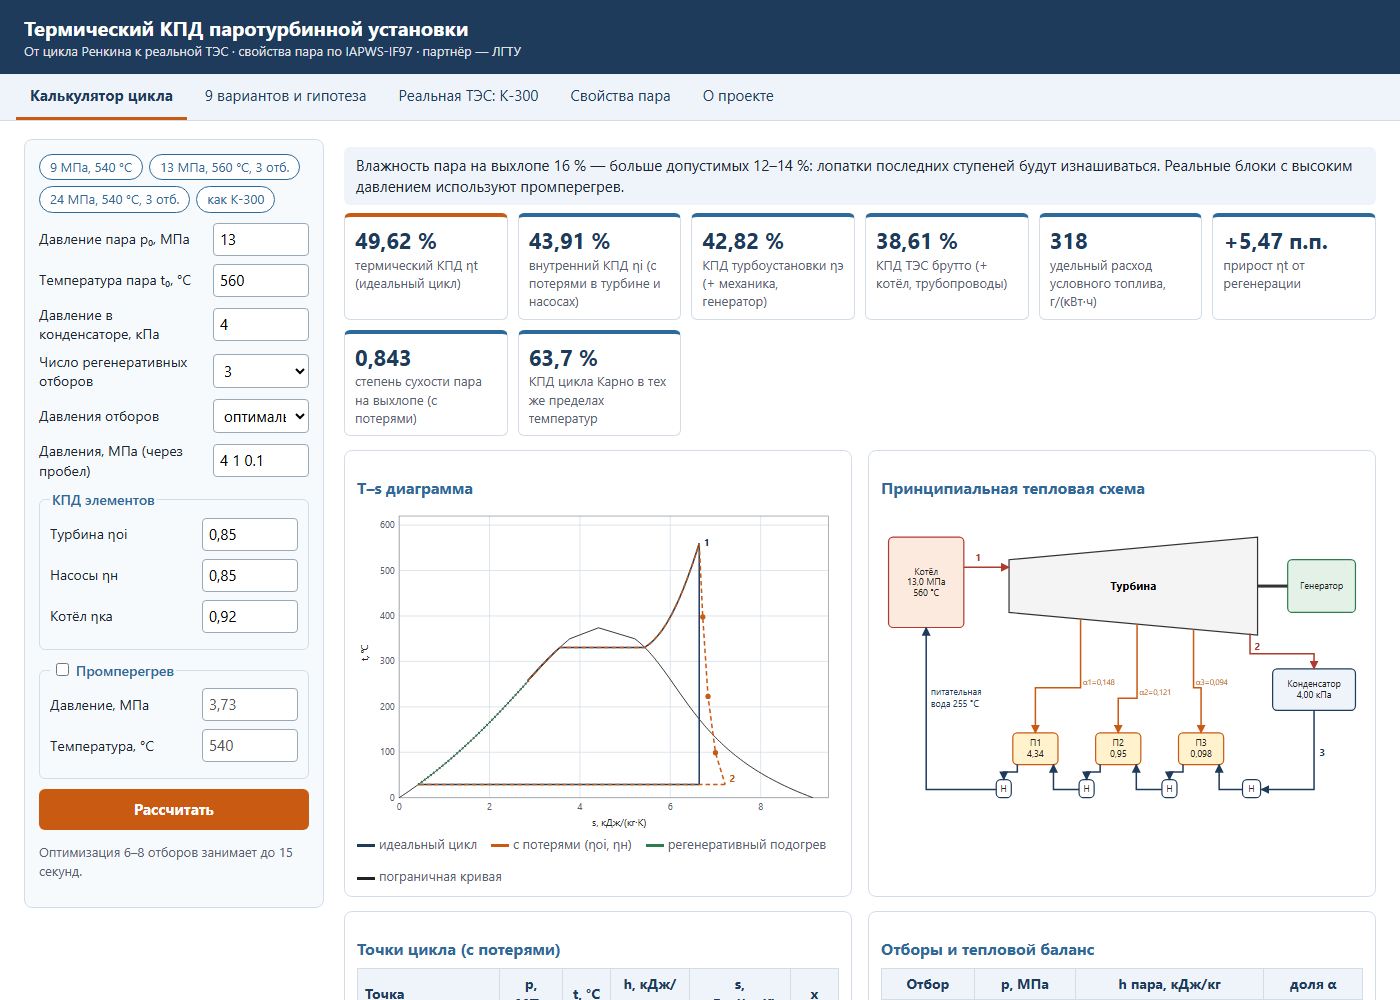 Термический КПД паротурбинной установки
От цикла Ренкина к реальной ТЭС · свойства пара по IAPWS-IF97 · партнёр — ЛГТУ
Калькулятор цикла
9 вариантов и гипотеза
Реальная ТЭС: К-300
Свойства пара
О проекте
9 МПа, 540 °C
13 МПа, 560 °C, 3 отб.
24 МПа, 540 °C, 3 отб.
как К-300
Давление пара p₀, МПа
13
Температура пара t₀, °C
560
Давление в
конденсаторе, кПа
4
Число регенеративных
отборов
3
Давления отборов
оптималь
Давления, МПа (через
пробел)
4 1 0.1
КПД элементов
Турбина ηoi
0,85
Насосы ηн
0,85
Котёл ηка
0,92
Промперегрев
Давление, МПа
3,73
Температура, °C
540
Рассчитать
Оптимизация 6–8 отборов занимает до 15
секунд.
Влажность пара на выхлопе 16 % — больше допустимых 12–14 %: лопатки последних ступеней будут изнашиваться. Реальные блоки с высоким
давлением используют промперегрев.
49,62 %
термический КПД ηt
(идеальный цикл)
43,91 %
внутренний КПД ηi (с
потерями в турбине и
насосах)
42,82 %
КПД турбоустановки ηэ
(+ механика,
генератор)
38,61 %
КПД ТЭС брутто (+
котёл, трубопроводы)
318
удельный расход
условного топлива,
г/(кВт·ч)
+5,47 п.п.
прирост ηt от
регенерации
0,843
степень сухости пара
на выхлопе (с
потерями)
63,7 %
КПД цикла Карно в тех
же пределах
температур
T–s диаграмма
600
500
400
300
200
100
0
t, °C
0
2
4
6
8
s, кДж/(кг·К)
1
2
идеальный цикл
с потерями (ηoi, ηн)
регенеративный подогрев
пограничная кривая
Принципиальная тепловая схема
Котёл
13,0 МПа
560 °C
1
Турбина
Генератор
2
Конденсатор
4,00 кПа
3
питательная
вода 255 °C
α1=0,148
α2=0,121
α3=0,094
П1
4,34
П2
0,95
П3
0,098
Н
Н
Н
Н
Точки цикла (с потерями)
Точка
p,
t, °C
h, кДж/
s,
x
Отборы и тепловой баланс
Отбор
p, МПа
h пара, кДж/кг
доля α